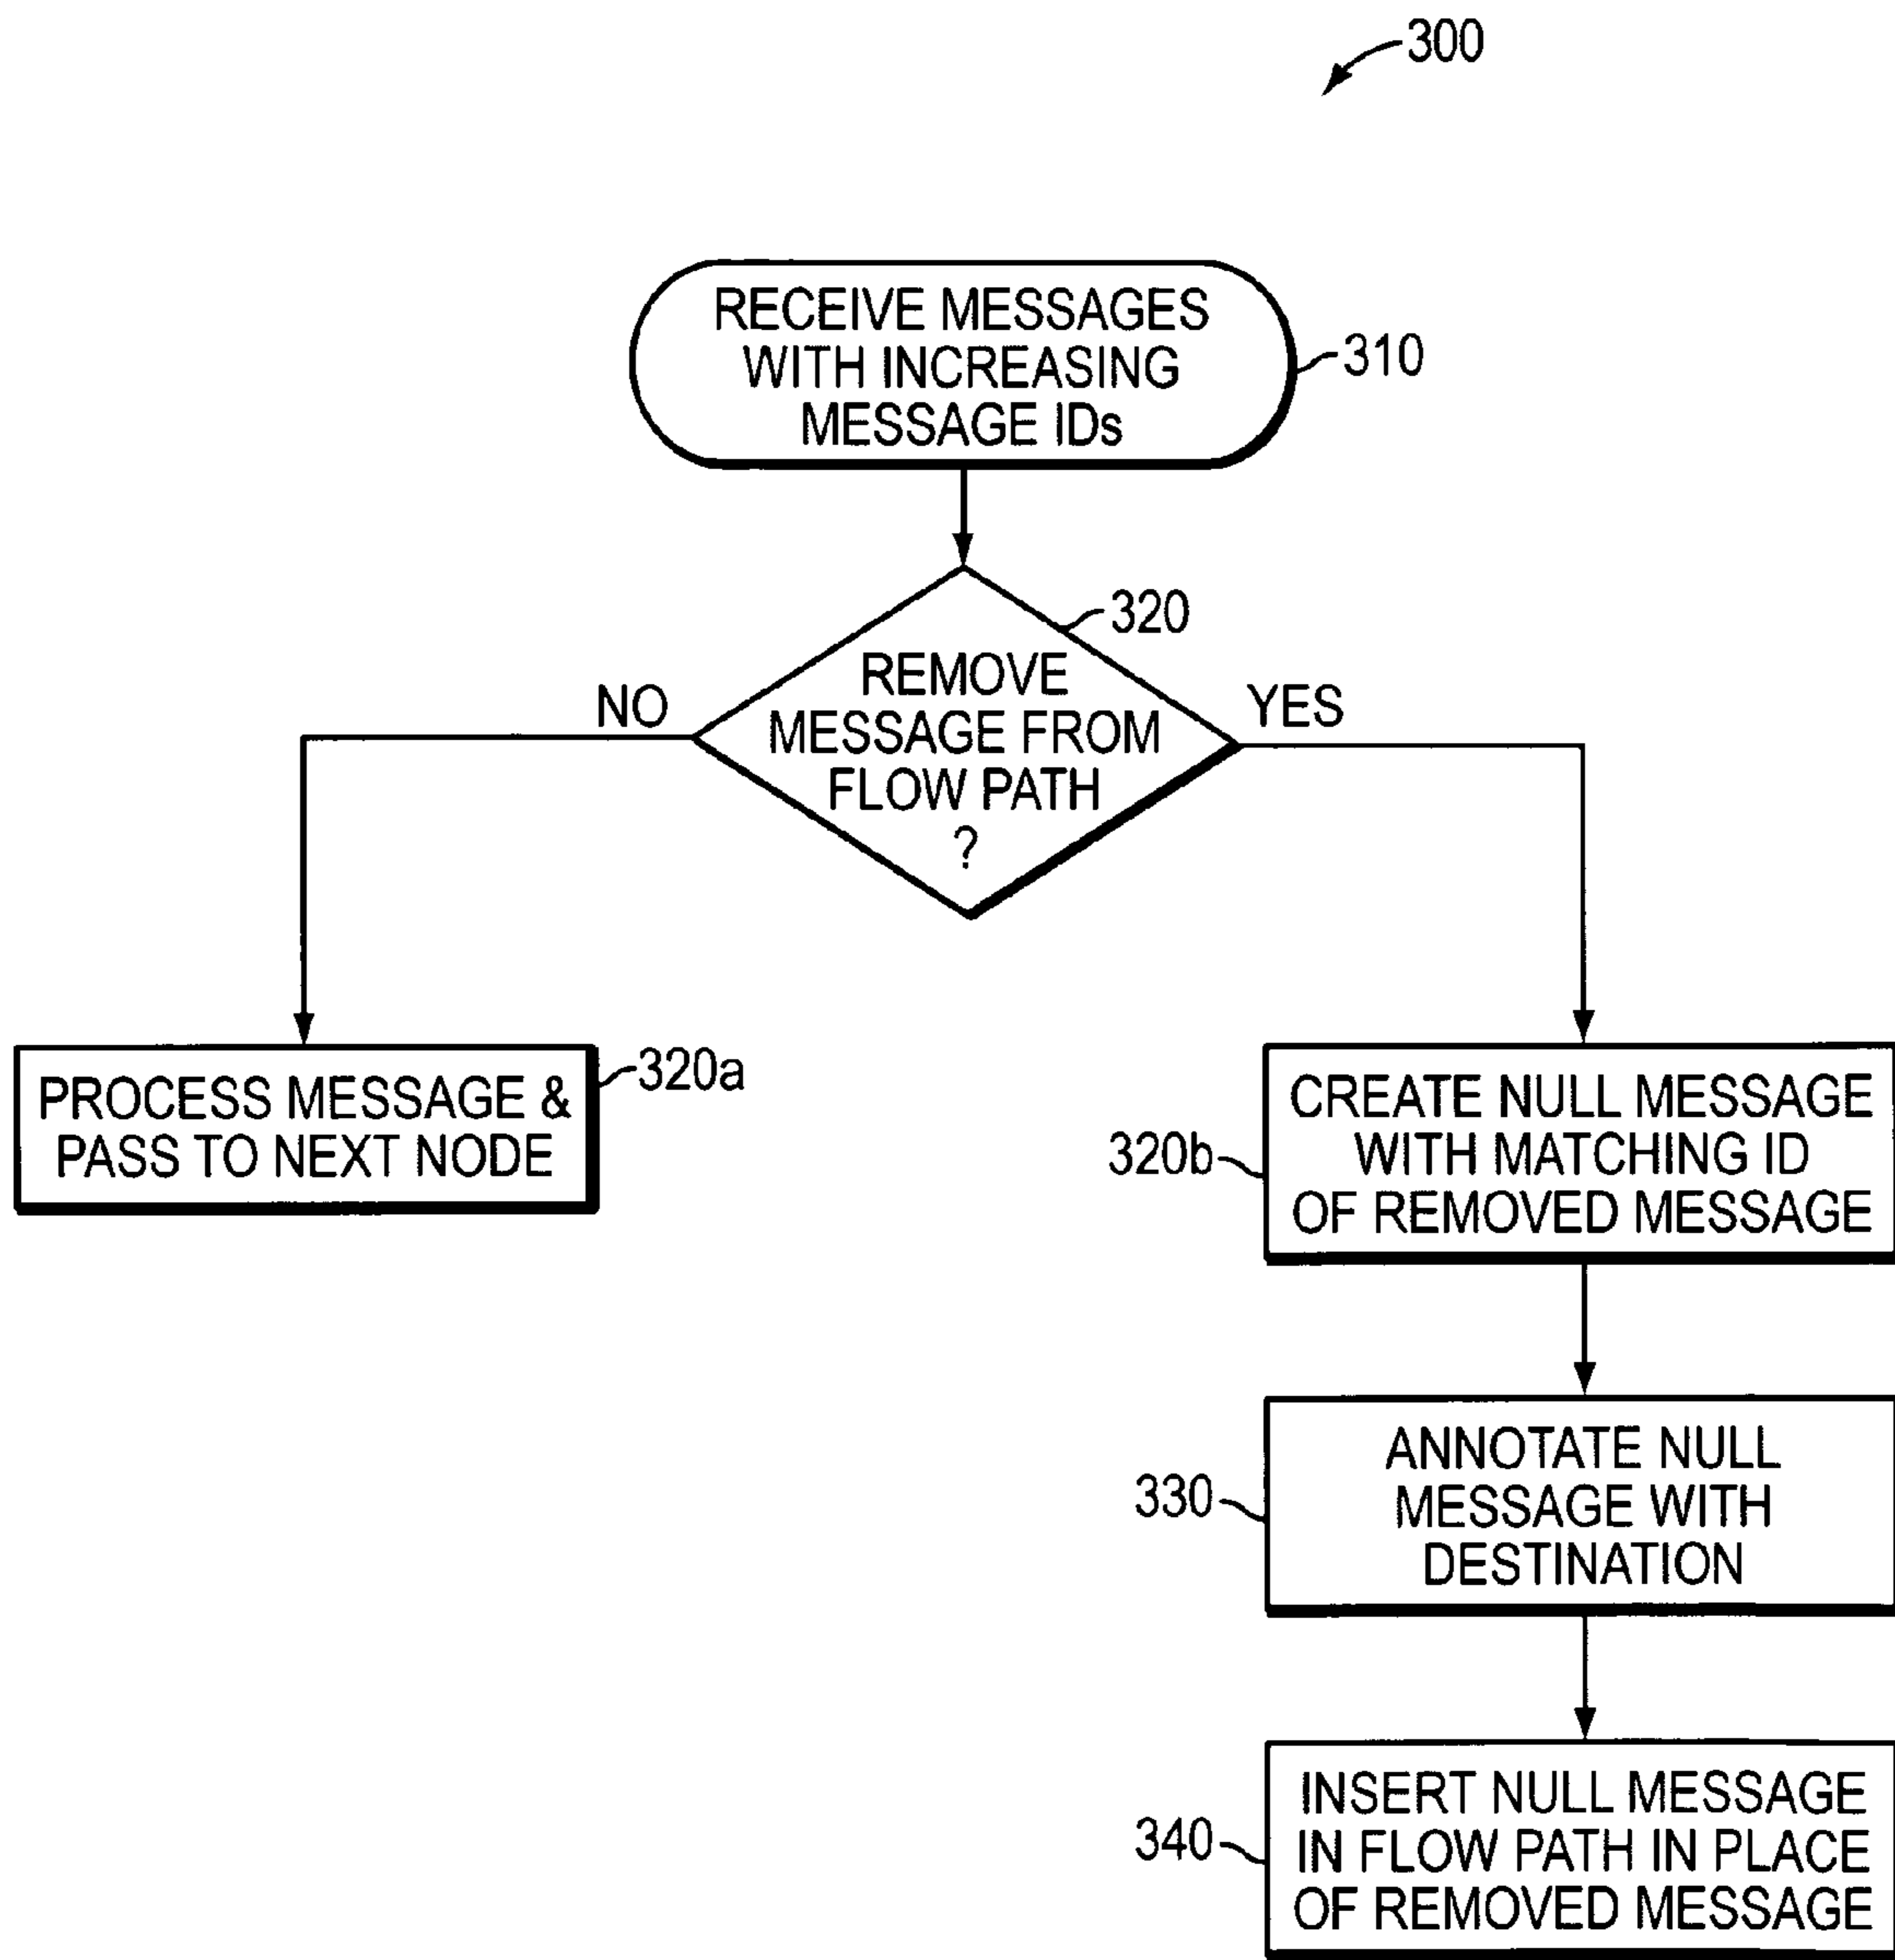 300
RECEIVE MESSAGES
WITH INCREASING
MESSAGE IDs
310
320
REMOVE
MESSAGE FROM
FLOW PATH
?
NO
YES
PROCESS MESSAGE &
PASS TO NEXT NODE
320a
CREATE NULL MESSAGE
WITH MATCHING ID
OF REMOVED MESSAGE
320b
ANNOTATE NULL
MESSAGE WITH
DESTINATION
330
INSERT NULL MESSAGE
IN FLOW PATH IN PLACE
OF REMOVED MESSAGE
340